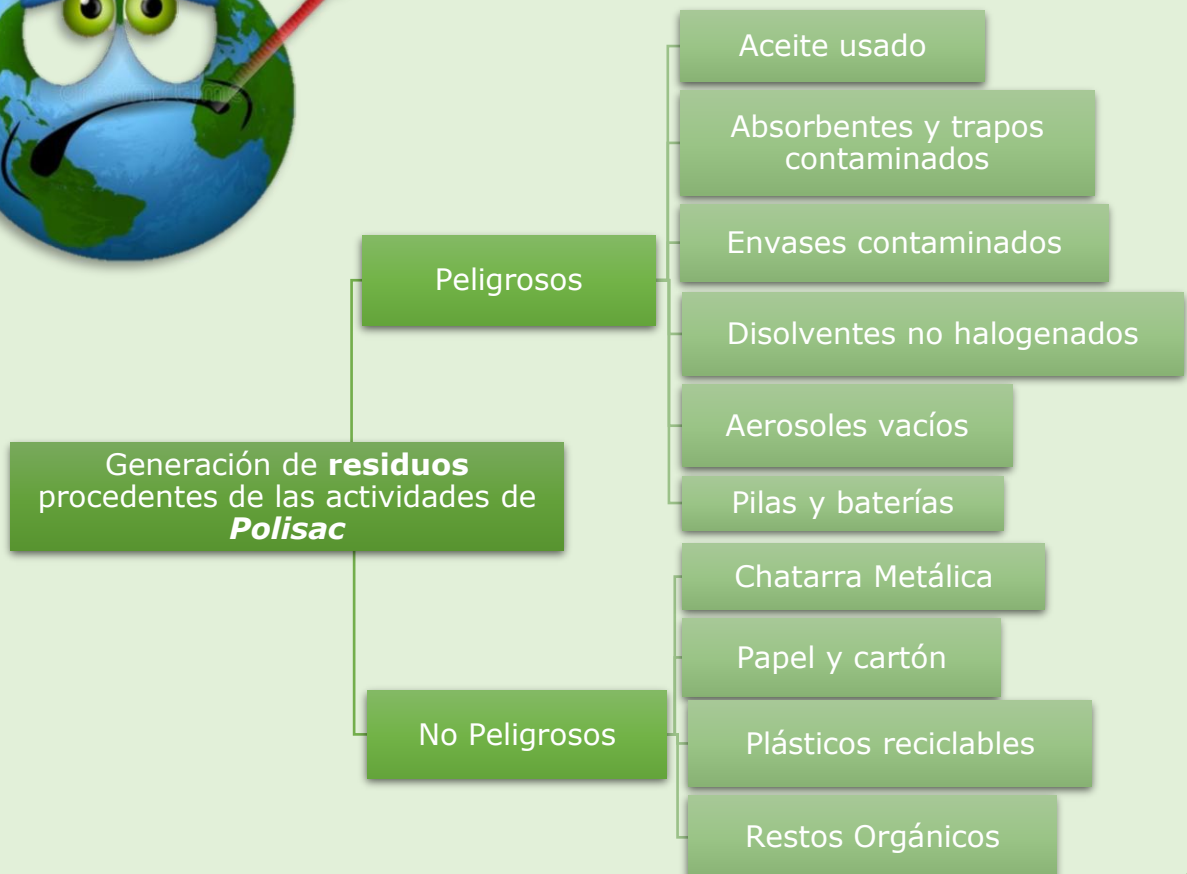 Aceite usado
Absorbentes y trapos
contaminados
Envases contaminados
Peligrosos
Disolventes no halogenados
Aerosoles vacíos
Generación de residuos
procedentes de las actividades de
Polisac
Pilas y baterías
Chatarra Metálica
Papel y cartón
No Peligrosos
Plásticos reciclables
Restos Orgánicos